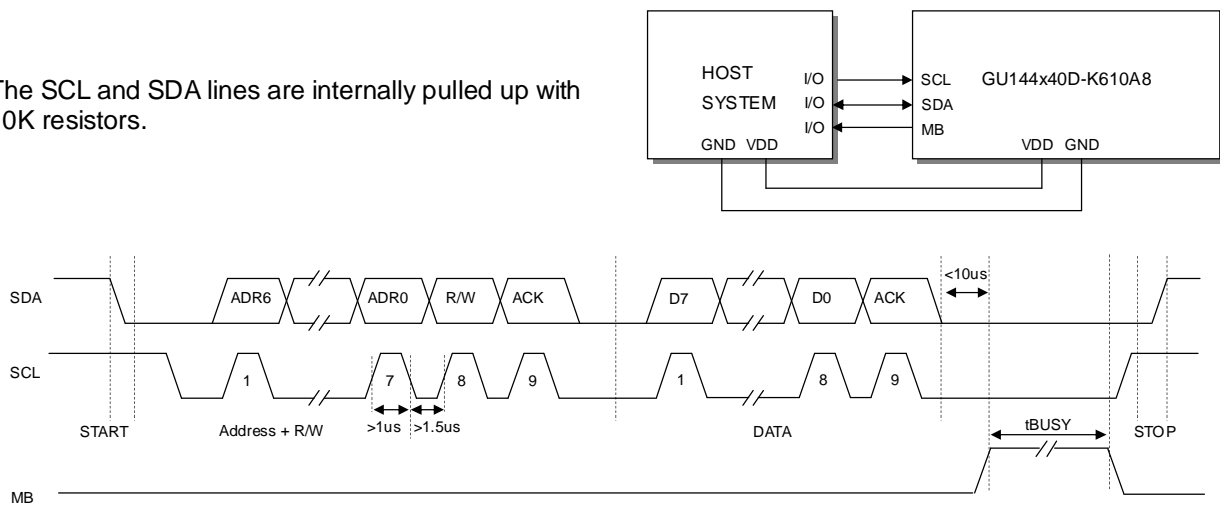 HOST I/O SCL GU144x40D-K610A8
SYSTEM I/O SDA
I/O MB
GND VDD VDD GND
SCL and SDA lines are internally pulled up with
resistors.
<10us
SDA ADR6 ADR0 R/W ACK D7 D0 ACK
SCL 1 7 8 9 1 8 9
>1us >1.5us
START Address + R/W DATA tBUSY STOP
MB